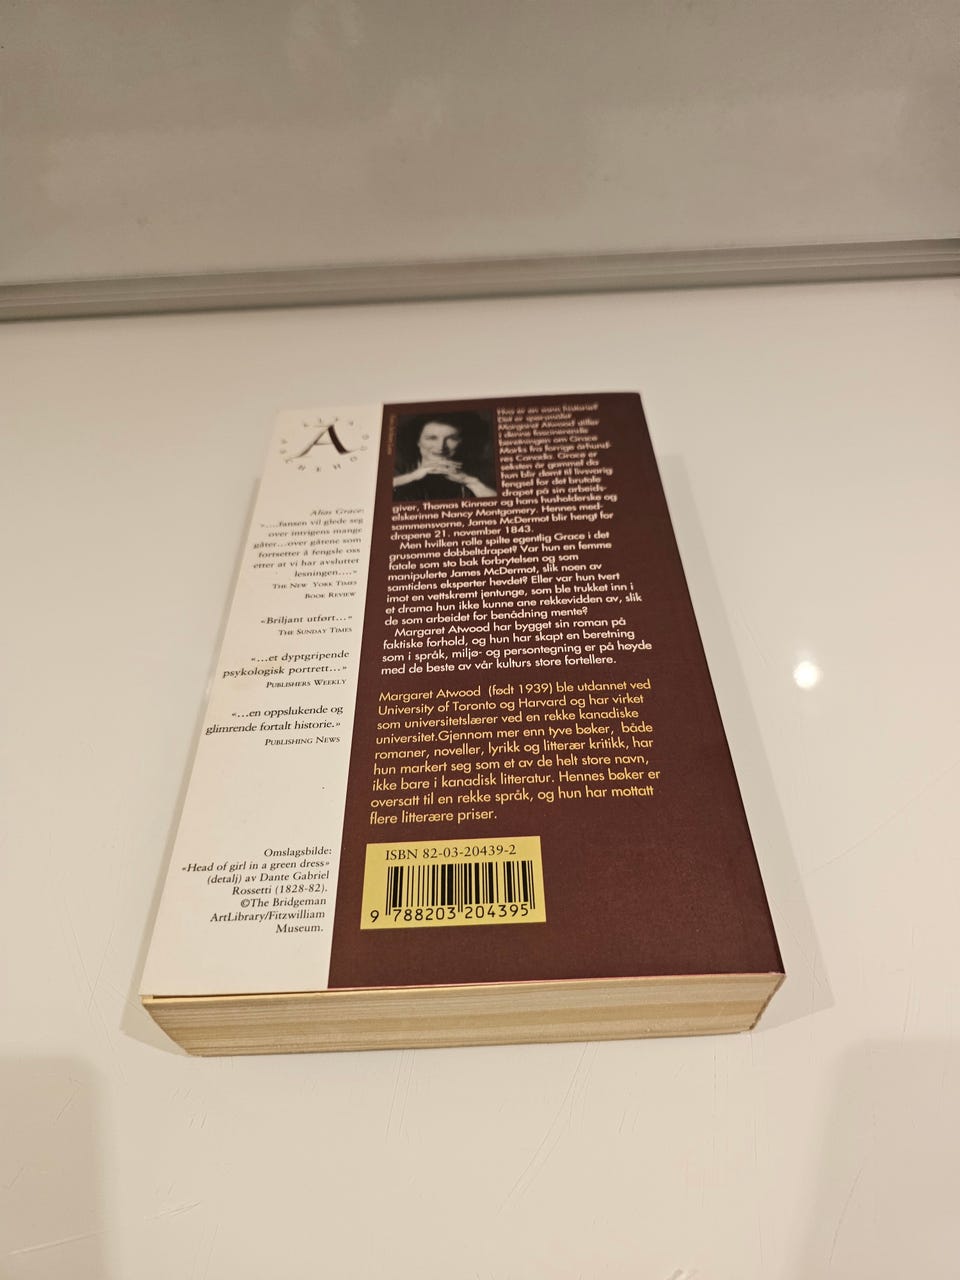 Å
Alias Grace:
«....fansen vil glede seg
over intrigens mange
gåter...over gåtene som
fortsetter å fengsle oss
etter at vi har avsluttet
lesningen....»
THE NEW YORK TIMES
BOOK REVIEW
«Briljant utført...»
THE SUNDAY TIMES
«...et dyptgripende
psykologisk portrett...»
PUBLISHERS WEEKLY
«...en oppslukende og
glimrende fortalt historie.»
PUBLISHING NEWS
Omslagsbilde:
«Head of girl in a green dress»
(detalj) av Dante Gabriel
Rossetti (1828-82).
©The Bridgeman
ArtLibrary/Fitzwilliam
Museum.
Hva er en sann historie?
Det er spørsmålet
Margaret Atwood stiller
i denne fascinerende
beretningen om Grace
Marks fra forrige århund-
res Canada. Grace er
seksten år gammel da
hun blir dømt til livsvarig
fengsel for det brutale
drapet på sin arbeids-
giver, Thomas Kinnear og hans husholderske og
elskerinne Nancy Montgomery. Hennes med-
sammensvorne, James McDermot blir hengt for
drapene 21. november 1843.
Men hvilken rolle spilte egentlig Grace i det
grusomme dobbeltdrapet? Var hun en femme
fatale som sto bak forbrytelsen og som
manipulerte James McDermot, slik noen av
samtidens eksperter hevdet? Eller var hun tvert
imot en vettskremt jentunge, som ble trukket inn i
et drama hun ikke kunne ane rekkevidden av, slik
de som arbeidet for benådning mente?
Margaret Atwood har bygget sin roman på
faktiske forhold, og hun har skapt en beretning
som i språk, miljø- og persontegning er på høyde
med de beste av vår kulturs store fortellere.
Margaret Atwood (født 1939) ble utdannet ved
University of Toronto og Harvard og har virket
som universitetslærer ved en rekke kanadiske
universitet.Gjennom mer enn tyve bøker, både
romaner, noveller, lyrikk og litterær kritikk, har
hun markert seg som et av de helt store navn,
ikke bare i kanadisk litteratur. Hennes bøker er
oversatt til en rekke språk, og hun har mottatt
flere litterære priser.
ISBN 82-03-20439-2
9 788203 204395